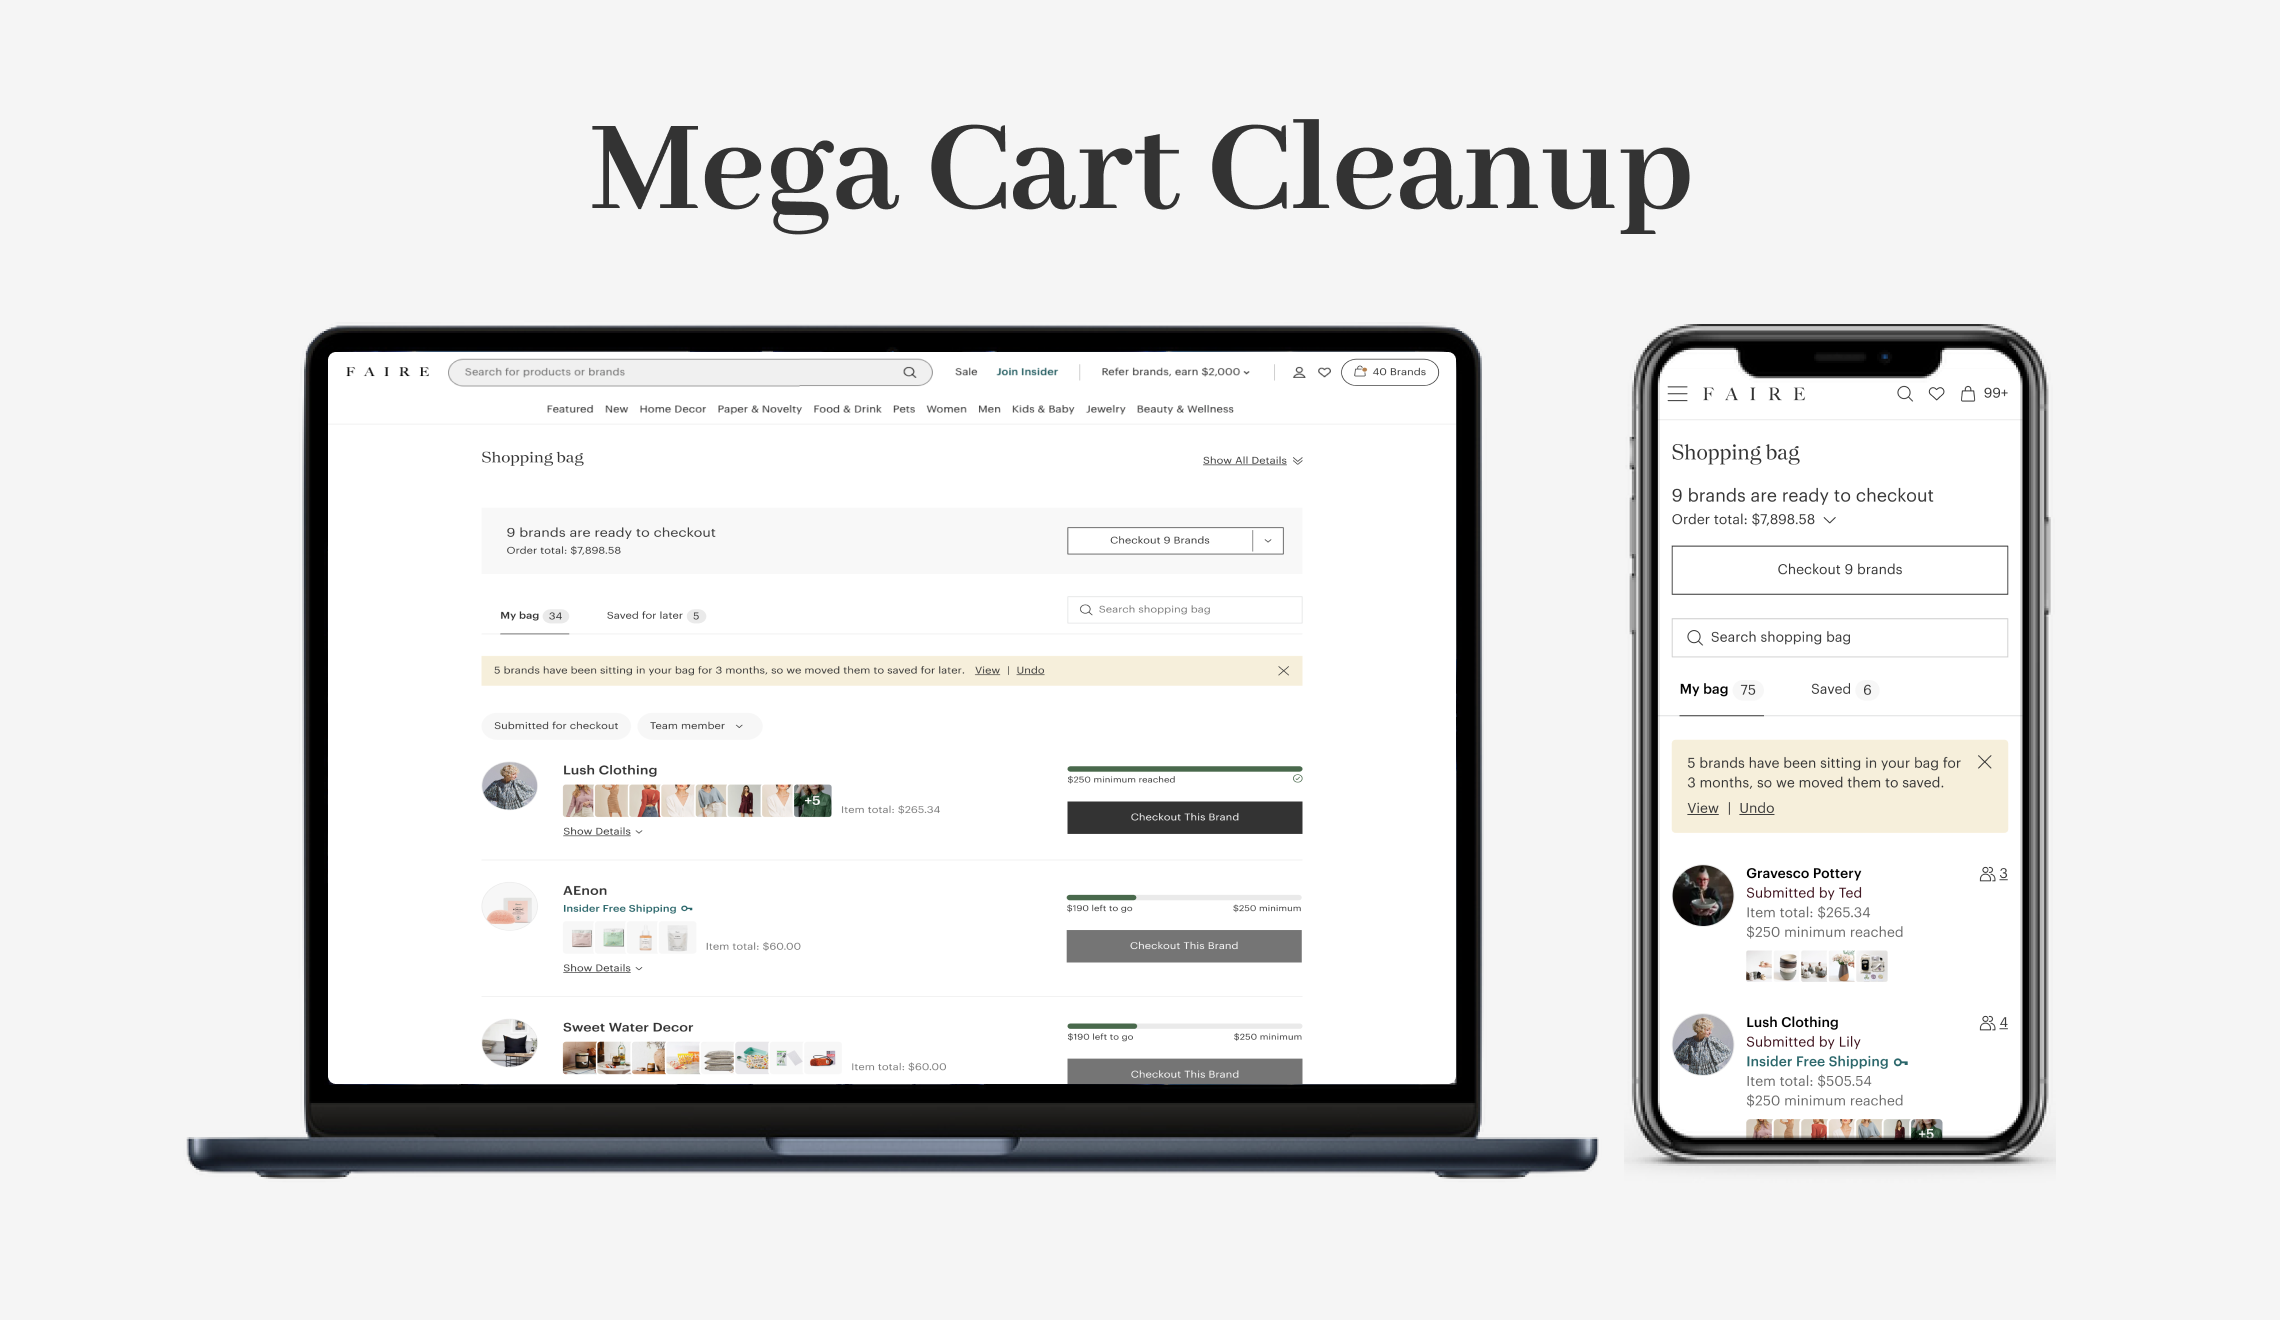 Mega Cart Cleanup
FAIRE
Search for products or brands
Sale
Join Insider
Refer brands, earn $2,000
40 Brands
Featured New Home Decor Paper & Novelty Food & Drink Pets Women Men Kids & Baby Jewelry Beauty & Wellness
Shopping bag
Show All Details
9 brands are ready to checkout
Order total: $7,898.58
Checkout 9 Brands
My bag 34
Saved for later 5
Search shopping bag
5 brands have been sitting in your bag for 3 months, so we moved them to saved for later. View | Undo
Submitted for checkout
Team member
Lush Clothing
+5
Item total: $265.34
Show Details
$250 minimum reached
Checkout This Brand
AEnon
Insider Free Shipping
Item total: $60.00
Show Details
$190 left to go
$250 minimum
Checkout This Brand
Sweet Water Decor
Item total: $60.00
$190 left to go
$250 minimum
Checkout This Brand
FAIRE
99+
Shopping bag
9 brands are ready to checkout
Order total: $7,898.58
Checkout 9 brands
Search shopping bag
My bag 75
Saved 6
5 brands have been sitting in your bag for
3 months, so we moved them to saved.
View | Undo
Gravesco Pottery
3
Submitted by Ted
Item total: $265.34
$250 minimum reached
Lush Clothing
4
Submitted by Lily
Insider Free Shipping
Item total: $505.54
$250 minimum reached
+5